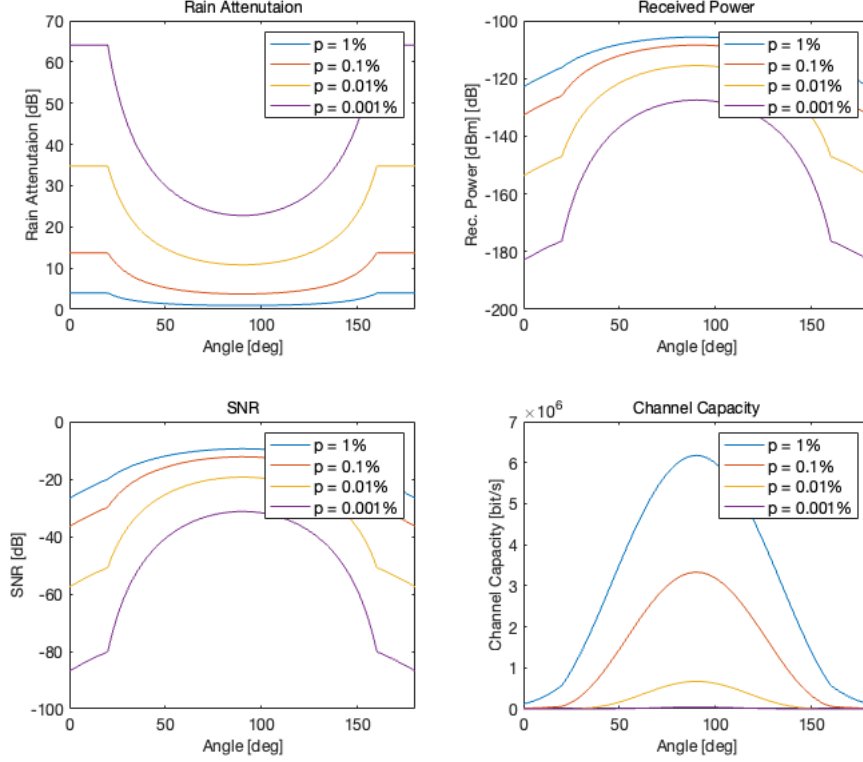 Rain Attenutaion
70
60
50
40
30
20
10
0
Rain Attenutaion [dB]
p = 1%
p = 0.1%
p = 0.01%
p = 0.001%
0 50 100 150
Angle [deg]
Received Power
-100
-120
-140
-160
-180
-200
Rec. Power [dBm] [dB]
p = 1%
p = 0.1%
p = 0.01%
p = 0.001%
0 50 100 150
Angle [deg]
SNR
0
-20
-40
-60
-80
-100
SNR [dB]
p = 1%
p = 0.1%
p = 0.01%
p = 0.001%
0 50 100 150
Angle [deg]
Channel Capacity
× 10⁶
7
6
5
4
3
2
1
0
Channel Capacity [bit/s]
p = 1%
p = 0.1%
p = 0.01%
p = 0.001%
0 50 100 150
Angle [deg]